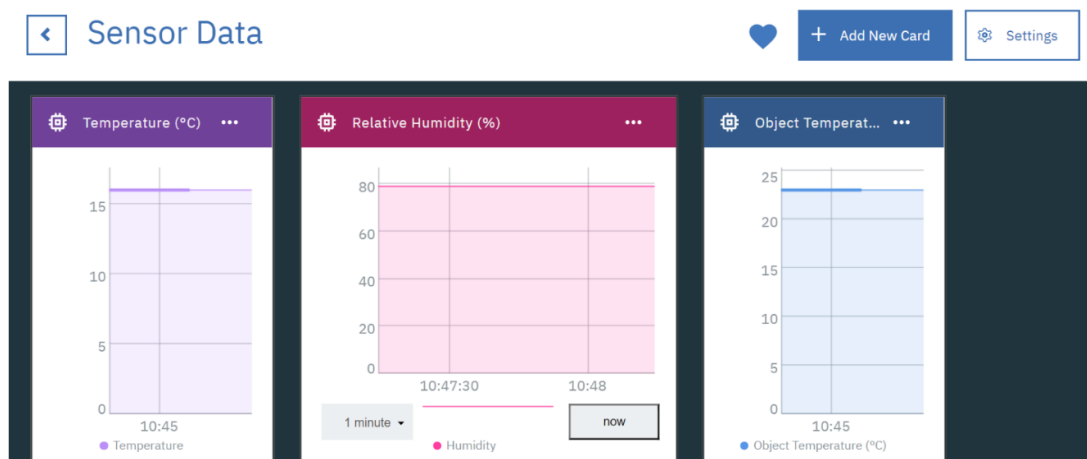 Sensor Data
Add New Card
Settings
Temperature (°C)
15
10
5
0
10:45
Temperature
Relative Humidity (%)
80
60
40
20
0
10:47:30 10:48
1 minute
now
Humidity
Object Temperat...
25
20
15
10
5
0
10:45
Object Temperature (°C)